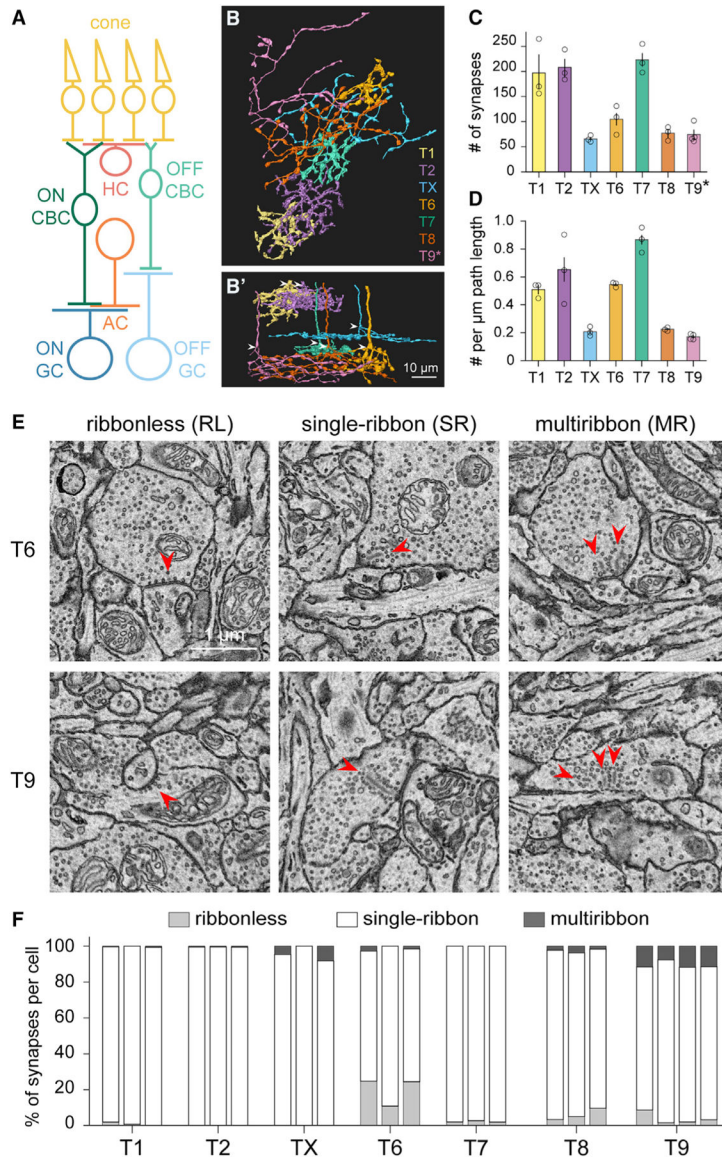 A
cone
HC
ON
CBC
OFF
CBC
AC
ON
GC
OFF
GC
B
T1
T2
TX
T6
T7
T8
T9*
B'
10 µm
C
# of synapses
200
150
100
50
0
T1 T2 TX T6 T7 T8 T9*
D
# per µm path length
1.0
0.8
0.6
0.4
0.2
0
T1 T2 TX T6 T7 T8 T9
E
ribbonless (RL) single-ribbon (SR) multiribbon (MR)
T6
1 µm
T9
F
ribbonless single-ribbon multiribbon
% of synapses per cell
100
80
60
40
20
0
T1 T2 TX T6 T7 T8 T9